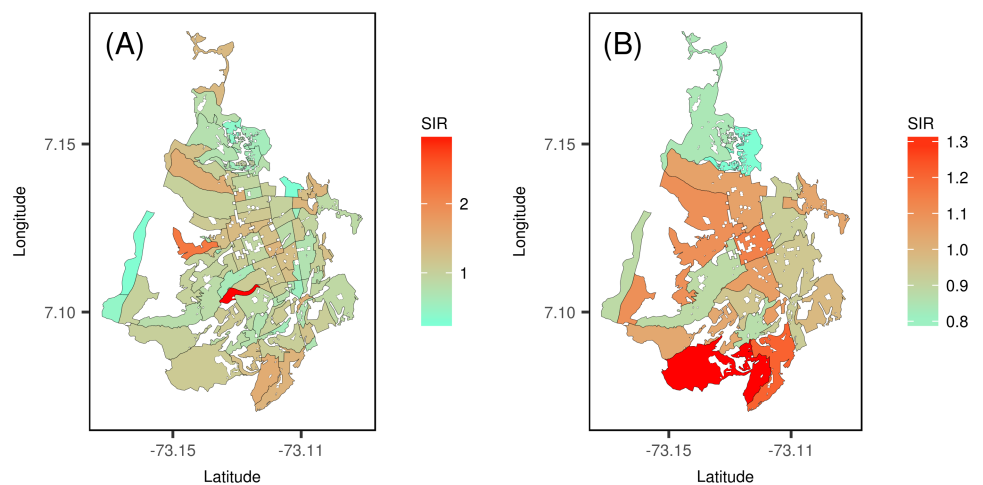 (A)
Longitude
7.15
7.10
-73.15
-73.11
Latitude
SIR
2
1
(B)
Longitude
7.15
7.10
-73.15
-73.11
Latitude
SIR
1.3
1.2
1.1
1.0
0.9
0.8